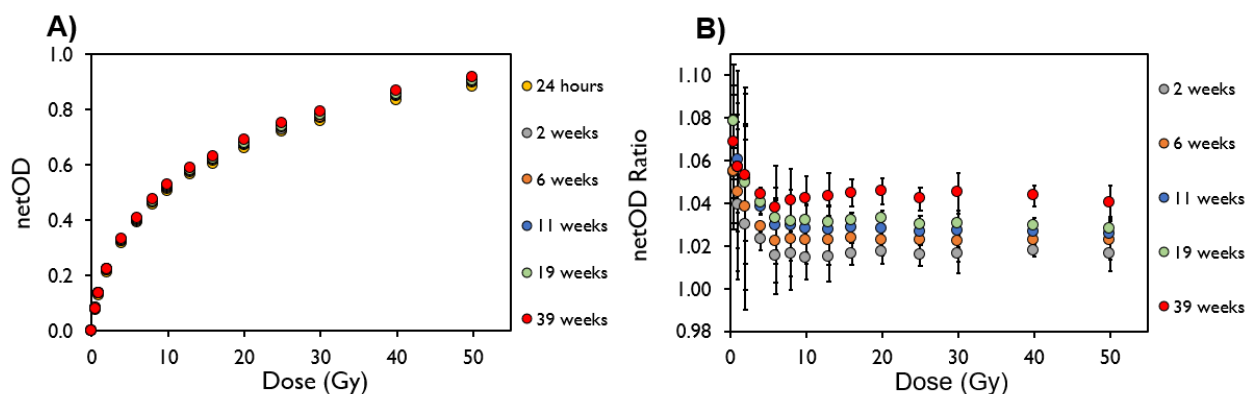 A)
netOD
1.0
0.8
0.6
0.4
0.2
0.0
0 10 20 30 40 50
Dose (Gy)
24 hours
2 weeks
6 weeks
11 weeks
19 weeks
39 weeks
B)
netOD Ratio
1.10
1.08
1.06
1.04
1.02
1.00
0.98
0 10 20 30 40 50
Dose (Gy)
2 weeks
6 weeks
11 weeks
19 weeks
39 weeks